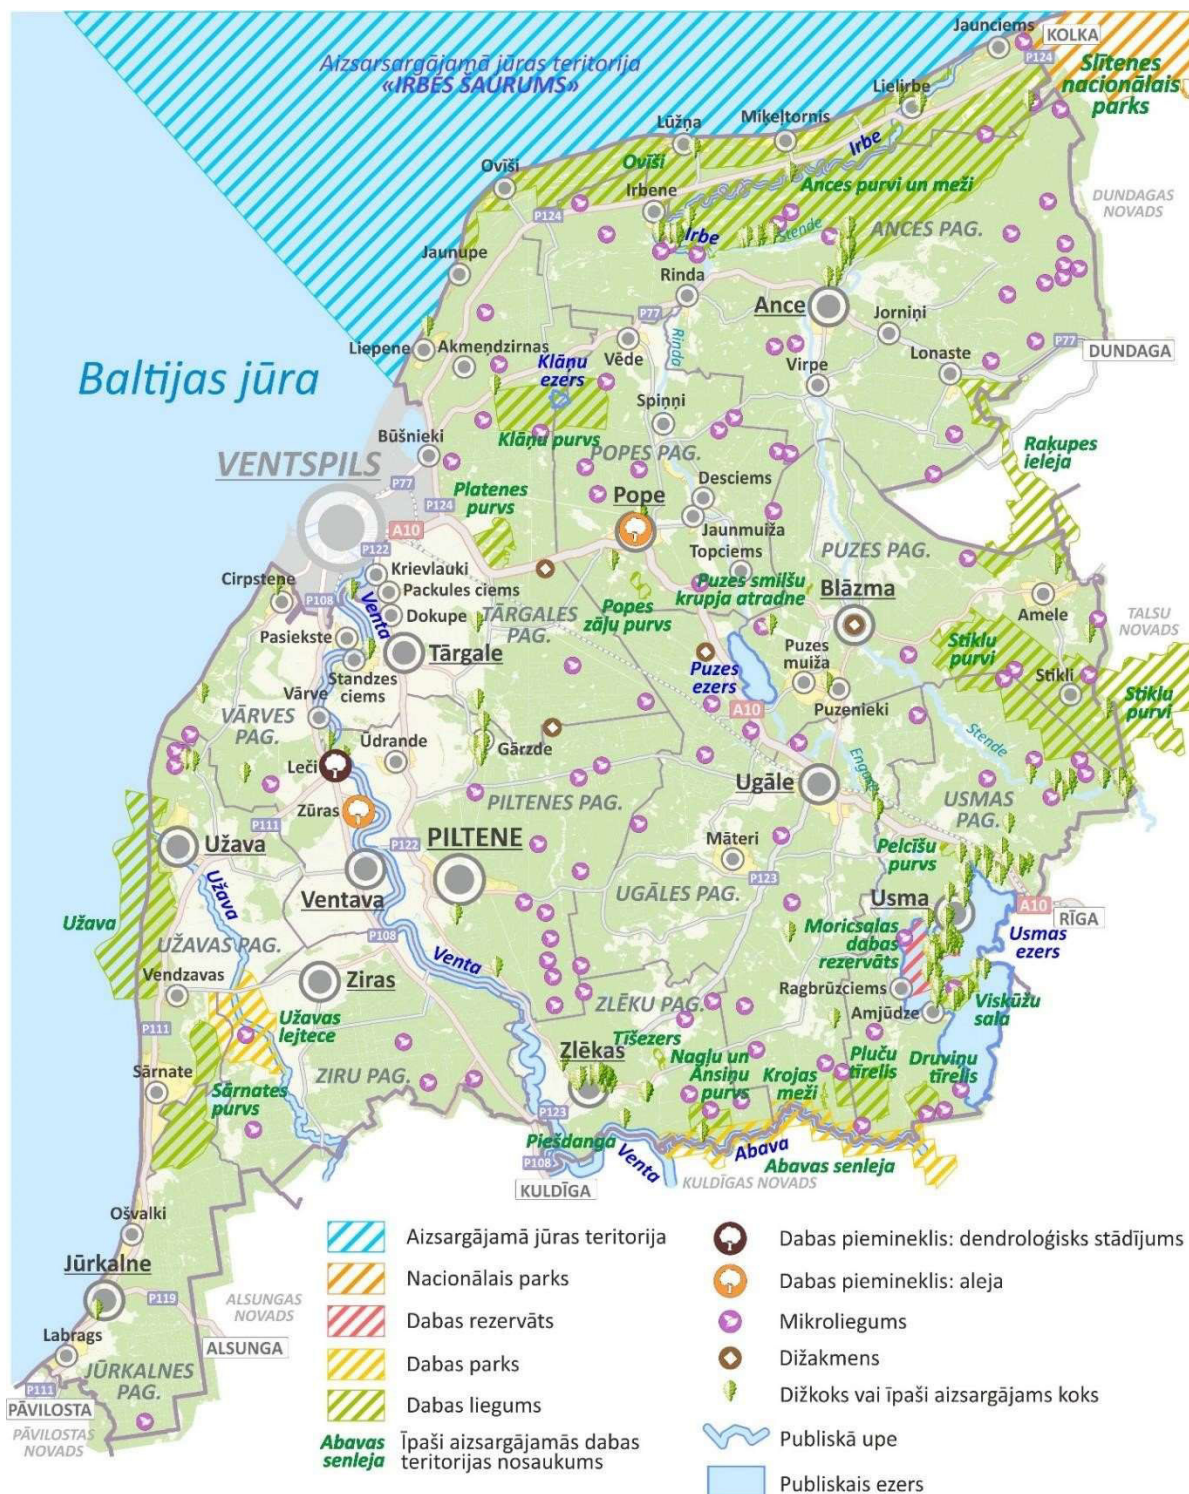 Jaunciems
KOLKA
P124
Aizsarsargājamā jūras teritorija
«IRBES ŠAURUMS»
Slītenes
nacionālais
parks
Lielirbe
Lūžņa
Miķeļtornis
Irbe
Ovīši
Ovīši
Irbene
Ances purvi un meži
DUNDAGAS
NOVADS
P124
Irbe
Stende
ANCES PAG.
Jaunupe
Rinda
Ance
Jorniņi
P77
Liepene
Akmeņdzirnas
Vēde
Rinda
Virpe
Lonaste
P77
DUNDAGA
Baltijas jūra
Klāņu
ezers
Spiņņi
Klāņu purvs
Būšnieki
POPES PAG.
Raķupes
ieleja
VENTSPILS
P77
P124
Platenes
purvs
Pope
Desciems
Jaunmuiža
A10
P122
Topciems
PUZES PAG.
Krievlauki
Packules ciems
Dokupe
Cirpstene
P108
Venta
TĀRGALES
PAG.
Popes
zāļu purvs
Puzes smilšu
krupja atradne
Blāzma
Amele
TALSU
NOVADS
Pasiekste
Tārgale
Standzes
ciems
Puzes
ezers
Puzes
muiža
Stiklu
purvi
Stikli
Vārve
VĀRVES
PAG.
Puzenieki
A10
Stiklu
purvi
Ūdrande
Gārzde
Stende
Leči
Engure
Ugāle
PILTENES PAG.
Zūras
USMAS
PAG.
P111
P122
Užava
PILTENE
Māteri
Pelcīšu
purvs
Ventava
UGĀLES PAG.
P123
Usma
A10
RĪGA
Užava
Užava
Moricsalas
dabas
rezervāts
Usmas
ezers
UŽAVAS PAG.
P108
Venta
Vendzavas
Ziras
ZLĒKU PAG.
Ragbrūzciems
Viskūžu
sala
Amjūdze
Užavas
lejtece
P111
Tīšezers
Zlēkas
Nagļu un
Ānsiņu
purvs
Krojas
meži
Pluču
tīrelis
Druviņu
tīrelis
ZIRU PAG.
Sārnate
Sārnates
purvs
P123
Piešdanga
P108
Venta
Abava
Abavas senleja
KULDĪGA
KULDĪGAS NOVADS
Ošvalki
Jūrkalne
P119
ALSUNGAS
NOVADS
Labrags
ALSUNGA
JŪRKALNES
PAG.
P111
PĀVILOSTA
PĀVILOSTAS
NOVADS
Aizsargājamā jūras teritorija
Nacionālais parks
Dabas rezervāts
Dabas parks
Dabas liegums
Abavas
senleja
Īpaši aizsargājamās dabas
teritorijas nosaukums
Dabas piemineklis: dendroloģisks stādījums
Dabas piemineklis: aleja
Mikroliegums
Dižakmens
Dižkoks vai īpaši aizsargājams koks
Publiskā upe
Publiskais ezers